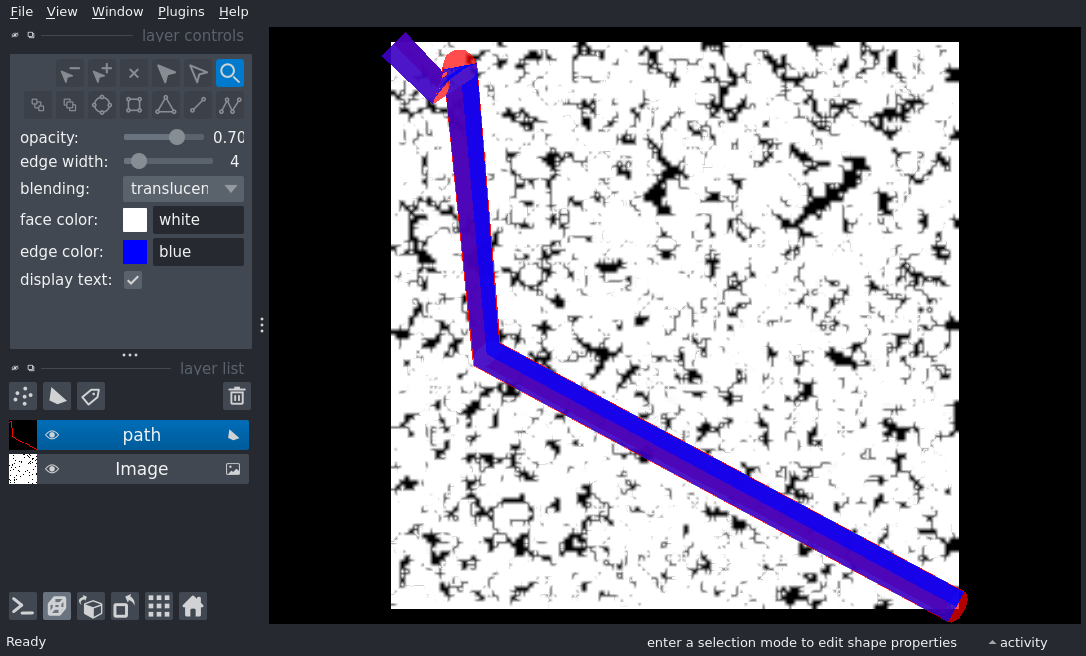 File View Window Plugins Help
layer controls
opacity: 0.70
edge width: 4
blending: translucen
face color: white
edge color: blue
display text:
layer list
path
Image
Ready
enter a selection mode to edit shape properties
activity